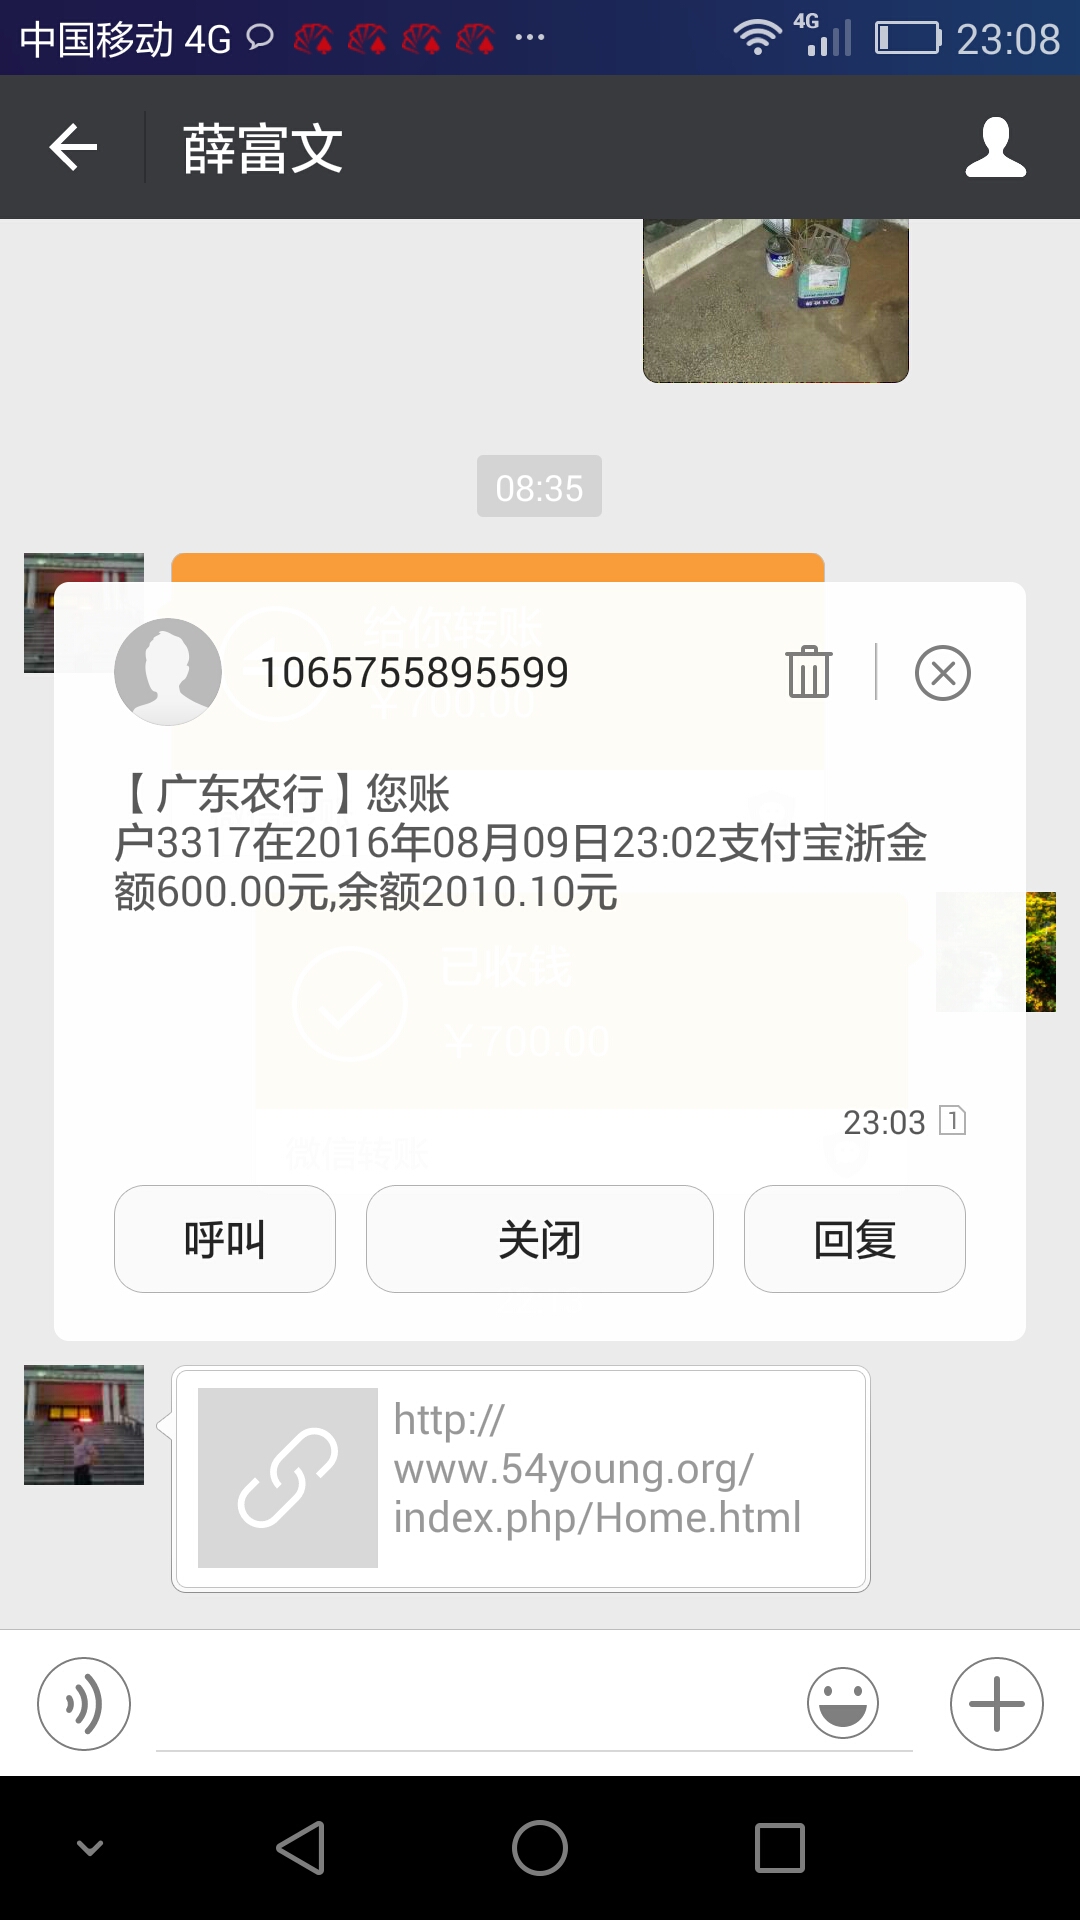 中国移动 4G
4G
23:08
薛富文
08:35
给你转账
¥700.00
1065755895599
【广东农行】您账
户3317在2016年08月09日23:02支付宝浙金
额600.00元,余额2010.10元
已收钱
¥700.00
23:03 1
微信转账
呼叫 关闭 回复
http://
www.54young.org/
index.php/Home.html